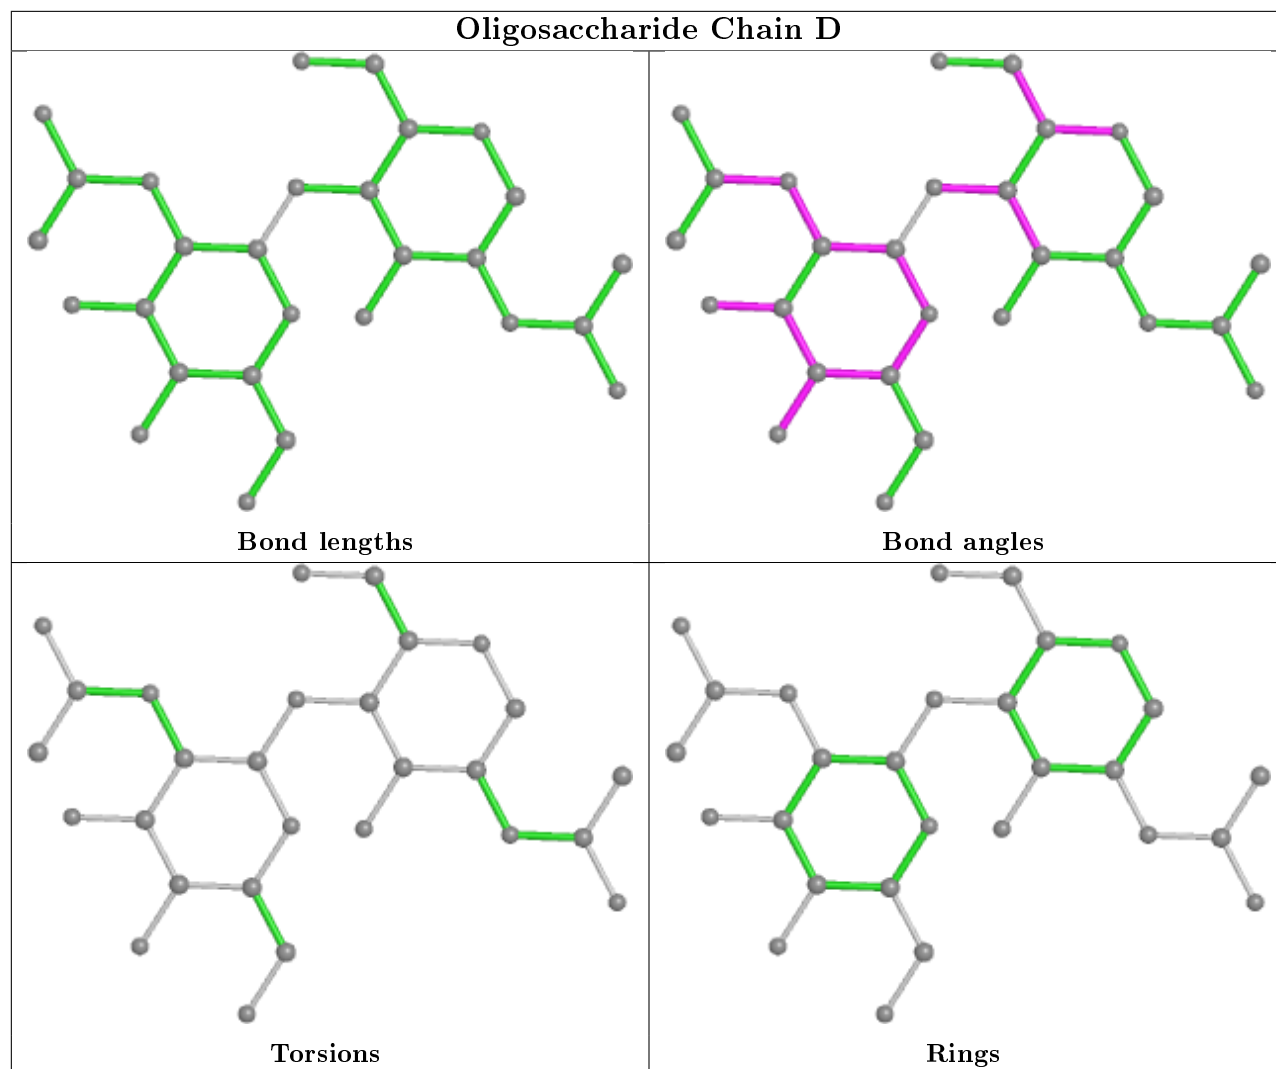 Oligosaccharide Chain D
Bond lengths
Bond angles
Torsions
Rings